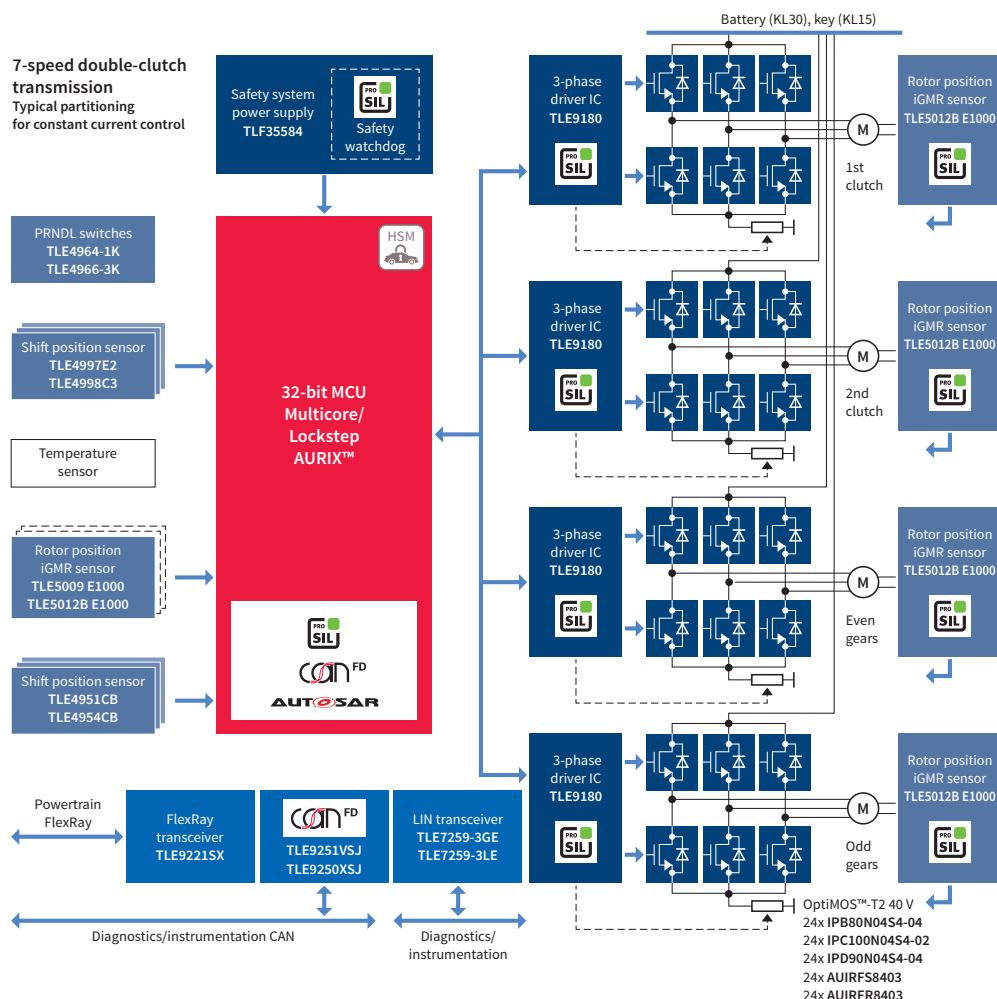 Battery (KL30), key (KL15)
7-speed double-clutch
transmission
Typical partitioning
for constant current control
Safety system
power supply
TLF35584
PRO
SIL
Safety
watchdog
3-phase
driver IC
TLE9180
PRO
SIL
M
1st
clutch
Rotor position
iGMR sensor
TLE5012B E1000
PRO
SIL
PRNDL switches
TLE4964-1K
TLE4966-3K
HSM
Shift position sensor
TLE4997E2
TLE4998C3
32-bit MCU
Multicore/
Lockstep
AURIX™
3-phase
driver IC
TLE9180
PRO
SIL
M
2nd
clutch
Rotor position
iGMR sensor
TLE5012B E1000
PRO
SIL
Temperature
sensor
Rotor position
iGMR sensor
TLE5009 E1000
TLE5012B E1000
3-phase
driver IC
TLE9180
PRO
SIL
M
Even
gears
Rotor position
iGMR sensor
TLE5012B E1000
PRO
SIL
PRO
SIL
CAN FD
AUTOSAR
Shift position sensor
TLE4951CB
TLE4954CB
3-phase
driver IC
TLE9180
PRO
SIL
M
Odd
gears
Rotor position
iGMR sensor
TLE5012B E1000
PRO
SIL
Powertrain
FlexRay
FlexRay
transceiver
TLE9221SX
CAN FD
TLE9251VSJ
TLE9250XSJ
LIN transceiver
TLE7259-3GE
TLE7259-3LE
Diagnostics/instrumentation CAN
Diagnostics/
instrumentation
OptiMOS™-T2 40 V
24x IPB80N04S4-04
24x IPC100N04S4-02
24x IPD90N04S4-04
24x AUIRFS8403
24x AUIRFR8403